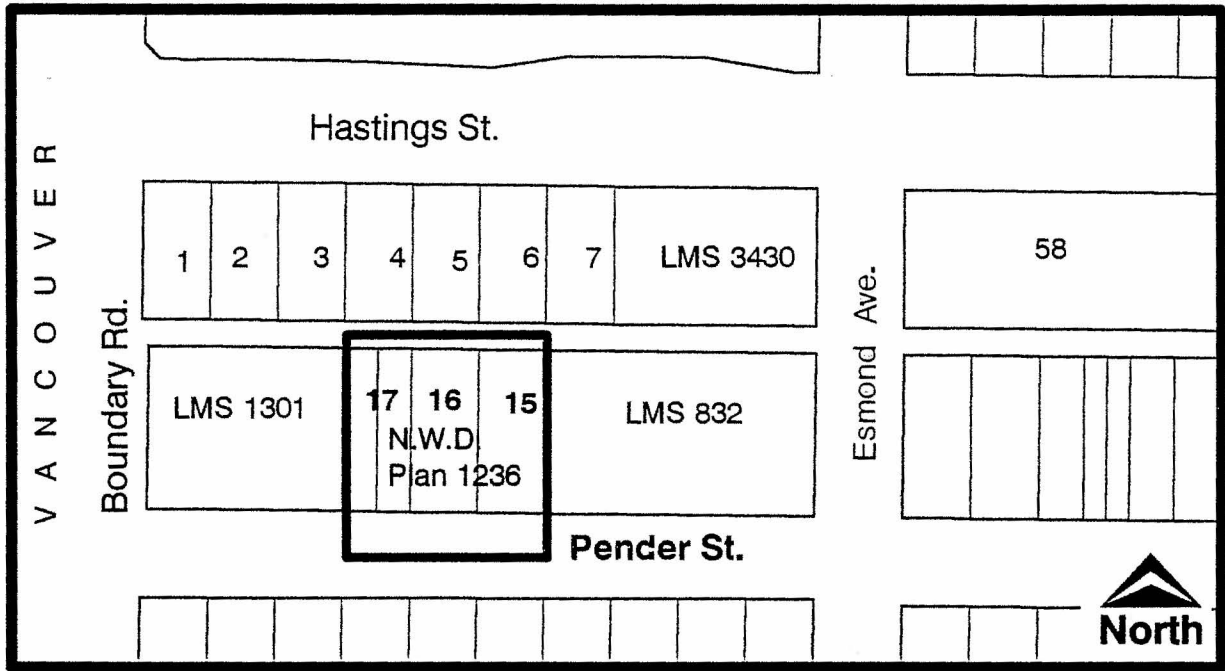 Hastings St.
VANCOUVER
Boundary Rd.
1 2 3 4 5 6 7 LMS 3430
Esmond Ave.
58
LMS 1301
17 16 15
N.W.D.
Plan 1236
LMS 832
Pender St.
North